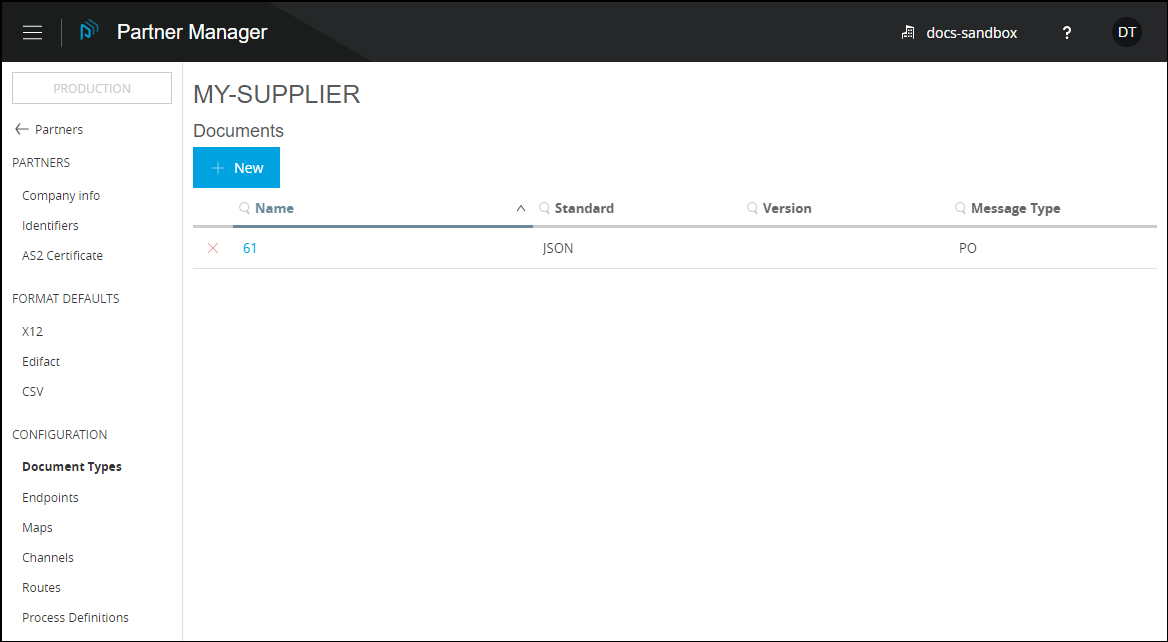 Partner Manager
docs-sandbox
?
DT
PRODUCTION
Partners
PARTNERS
Company info
Identifiers
AS2 Certificate
FORMAT DEFAULTS
X12
Edifact
CSV
CONFIGURATION
Document Types
Endpoints
Maps
Channels
Routes
Process Definitions
MY-SUPPLIER
Documents
New
Name Standard Version Message Type
61 JSON PO